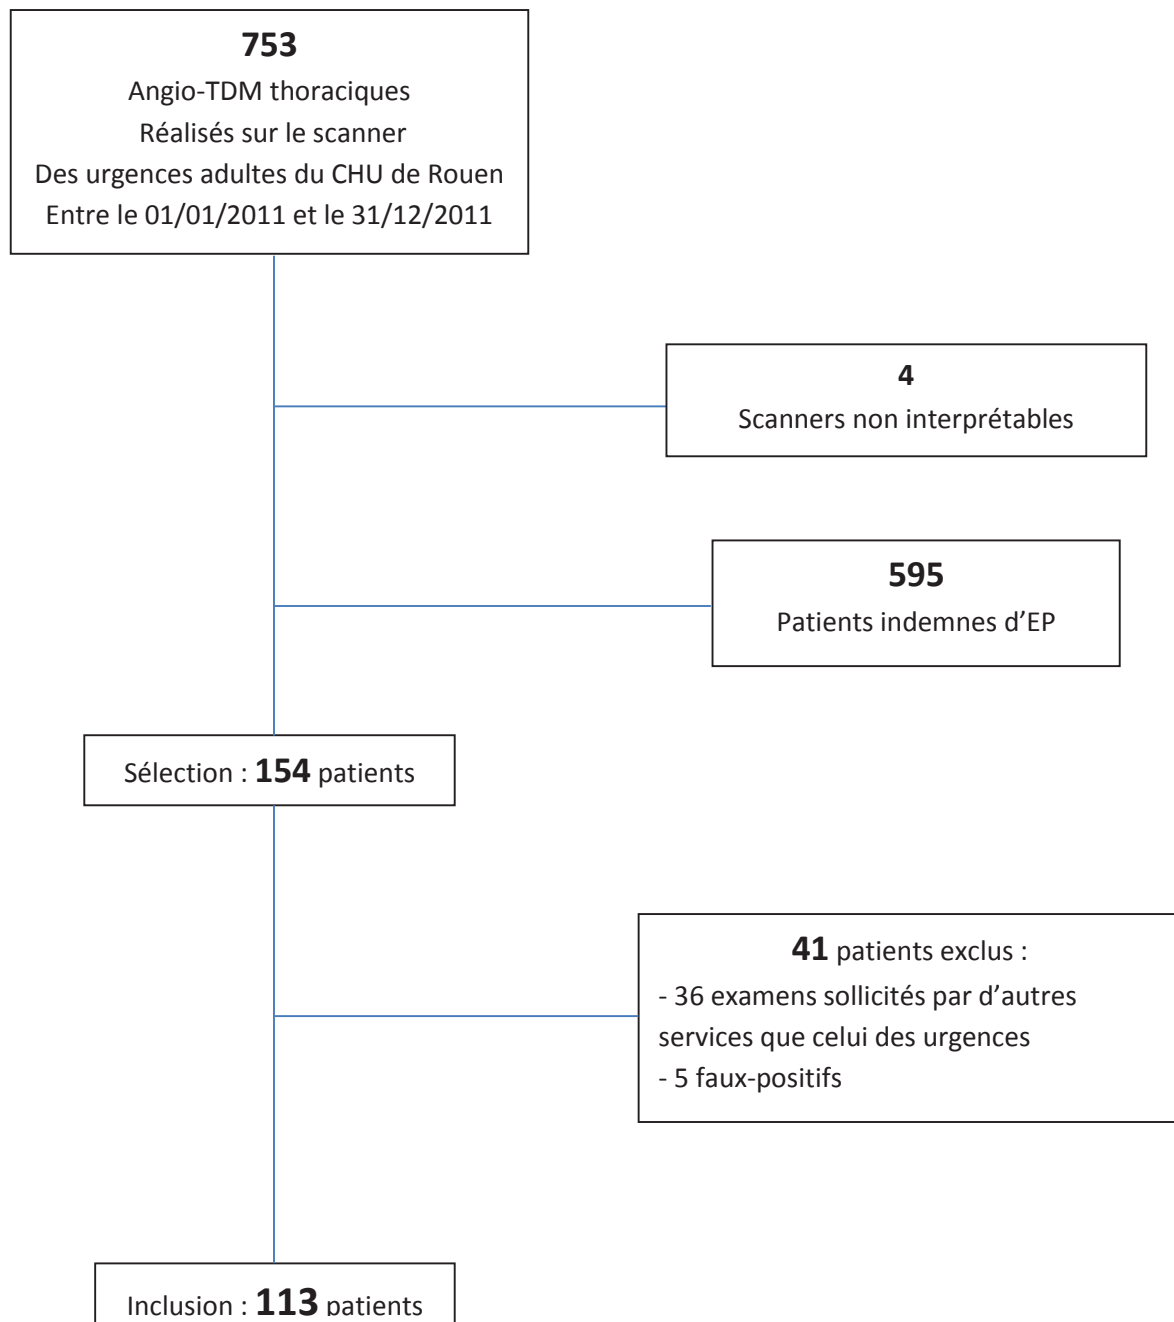 753
Angio-TDM thoraciques
Réalisés sur le scanner
Des urgences adultes du CHU de Rouen
Entre le 01/01/2011 et le 31/12/2011
4
Scanners non interprétables
595
Patients indemnes d’EP
Sélection : 154 patients
41 patients exclus :
- 36 examens sollicités par d’autres
services que celui des urgences
- 5 faux-positifs
Inclusion : 113 patients